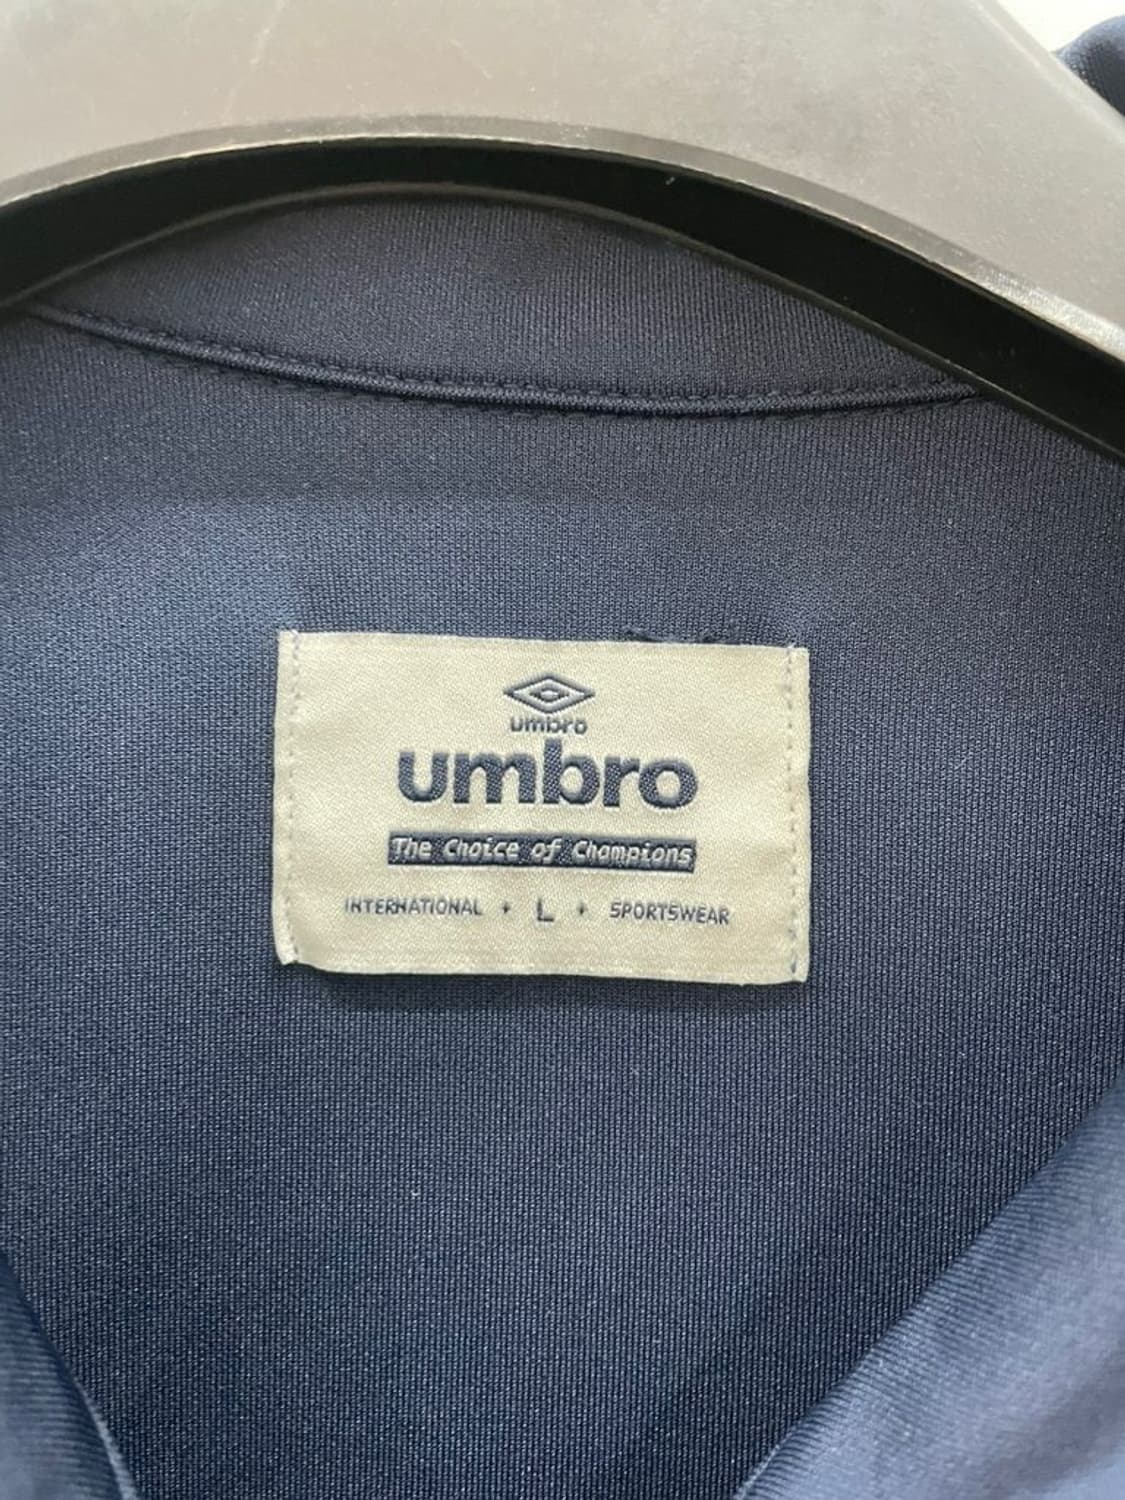 umbro
umbro
The Choice of Champions
INTERNATIONAL + L + SPORTSWEAR